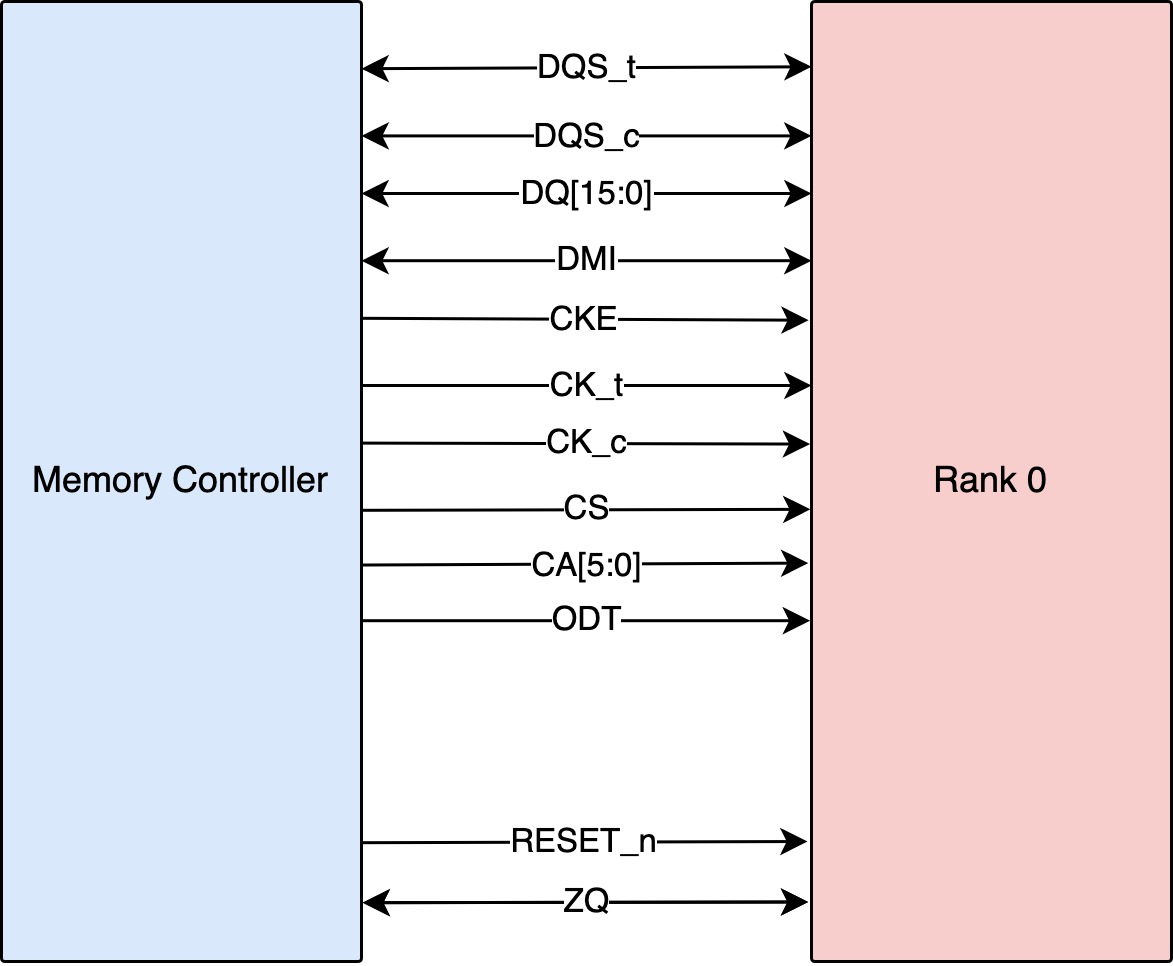 DQS_t
DQS_c
DQ[15:0]
DMI
CKE
CK_t
CK_c
Memory Controller
Rank 0
CS
CA[5:0]
ODT
RESET_n
ZQ